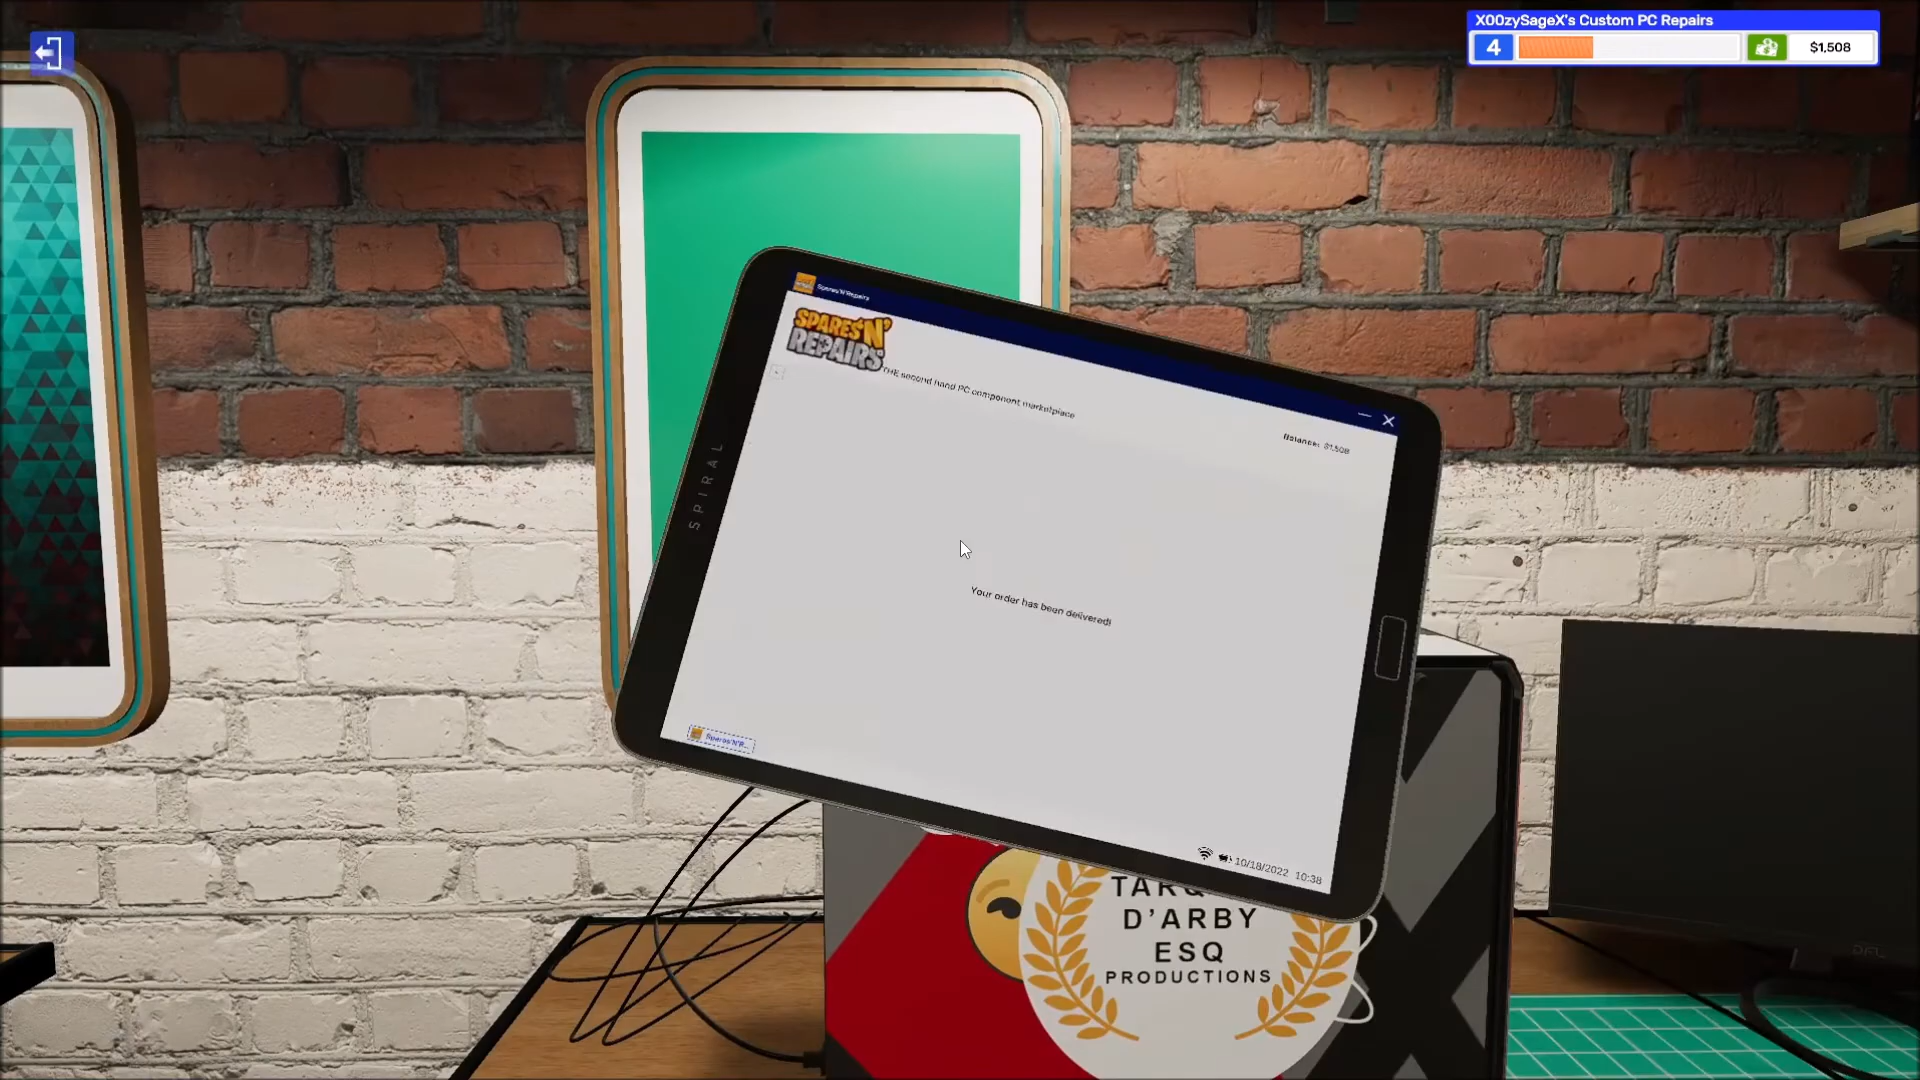 X00zySageX's Custom PC Repairs
4
$1,508
Spares'N'Repairs
SPARES'N'
REPAIRS
THE second hand PC component marketplace
Balance: $1,508
SPIRAL
Your order has been delivered!
Spares'N'R...
10/18/2022 10:38
D'ARBY
ESQ
PRODUCTIONS